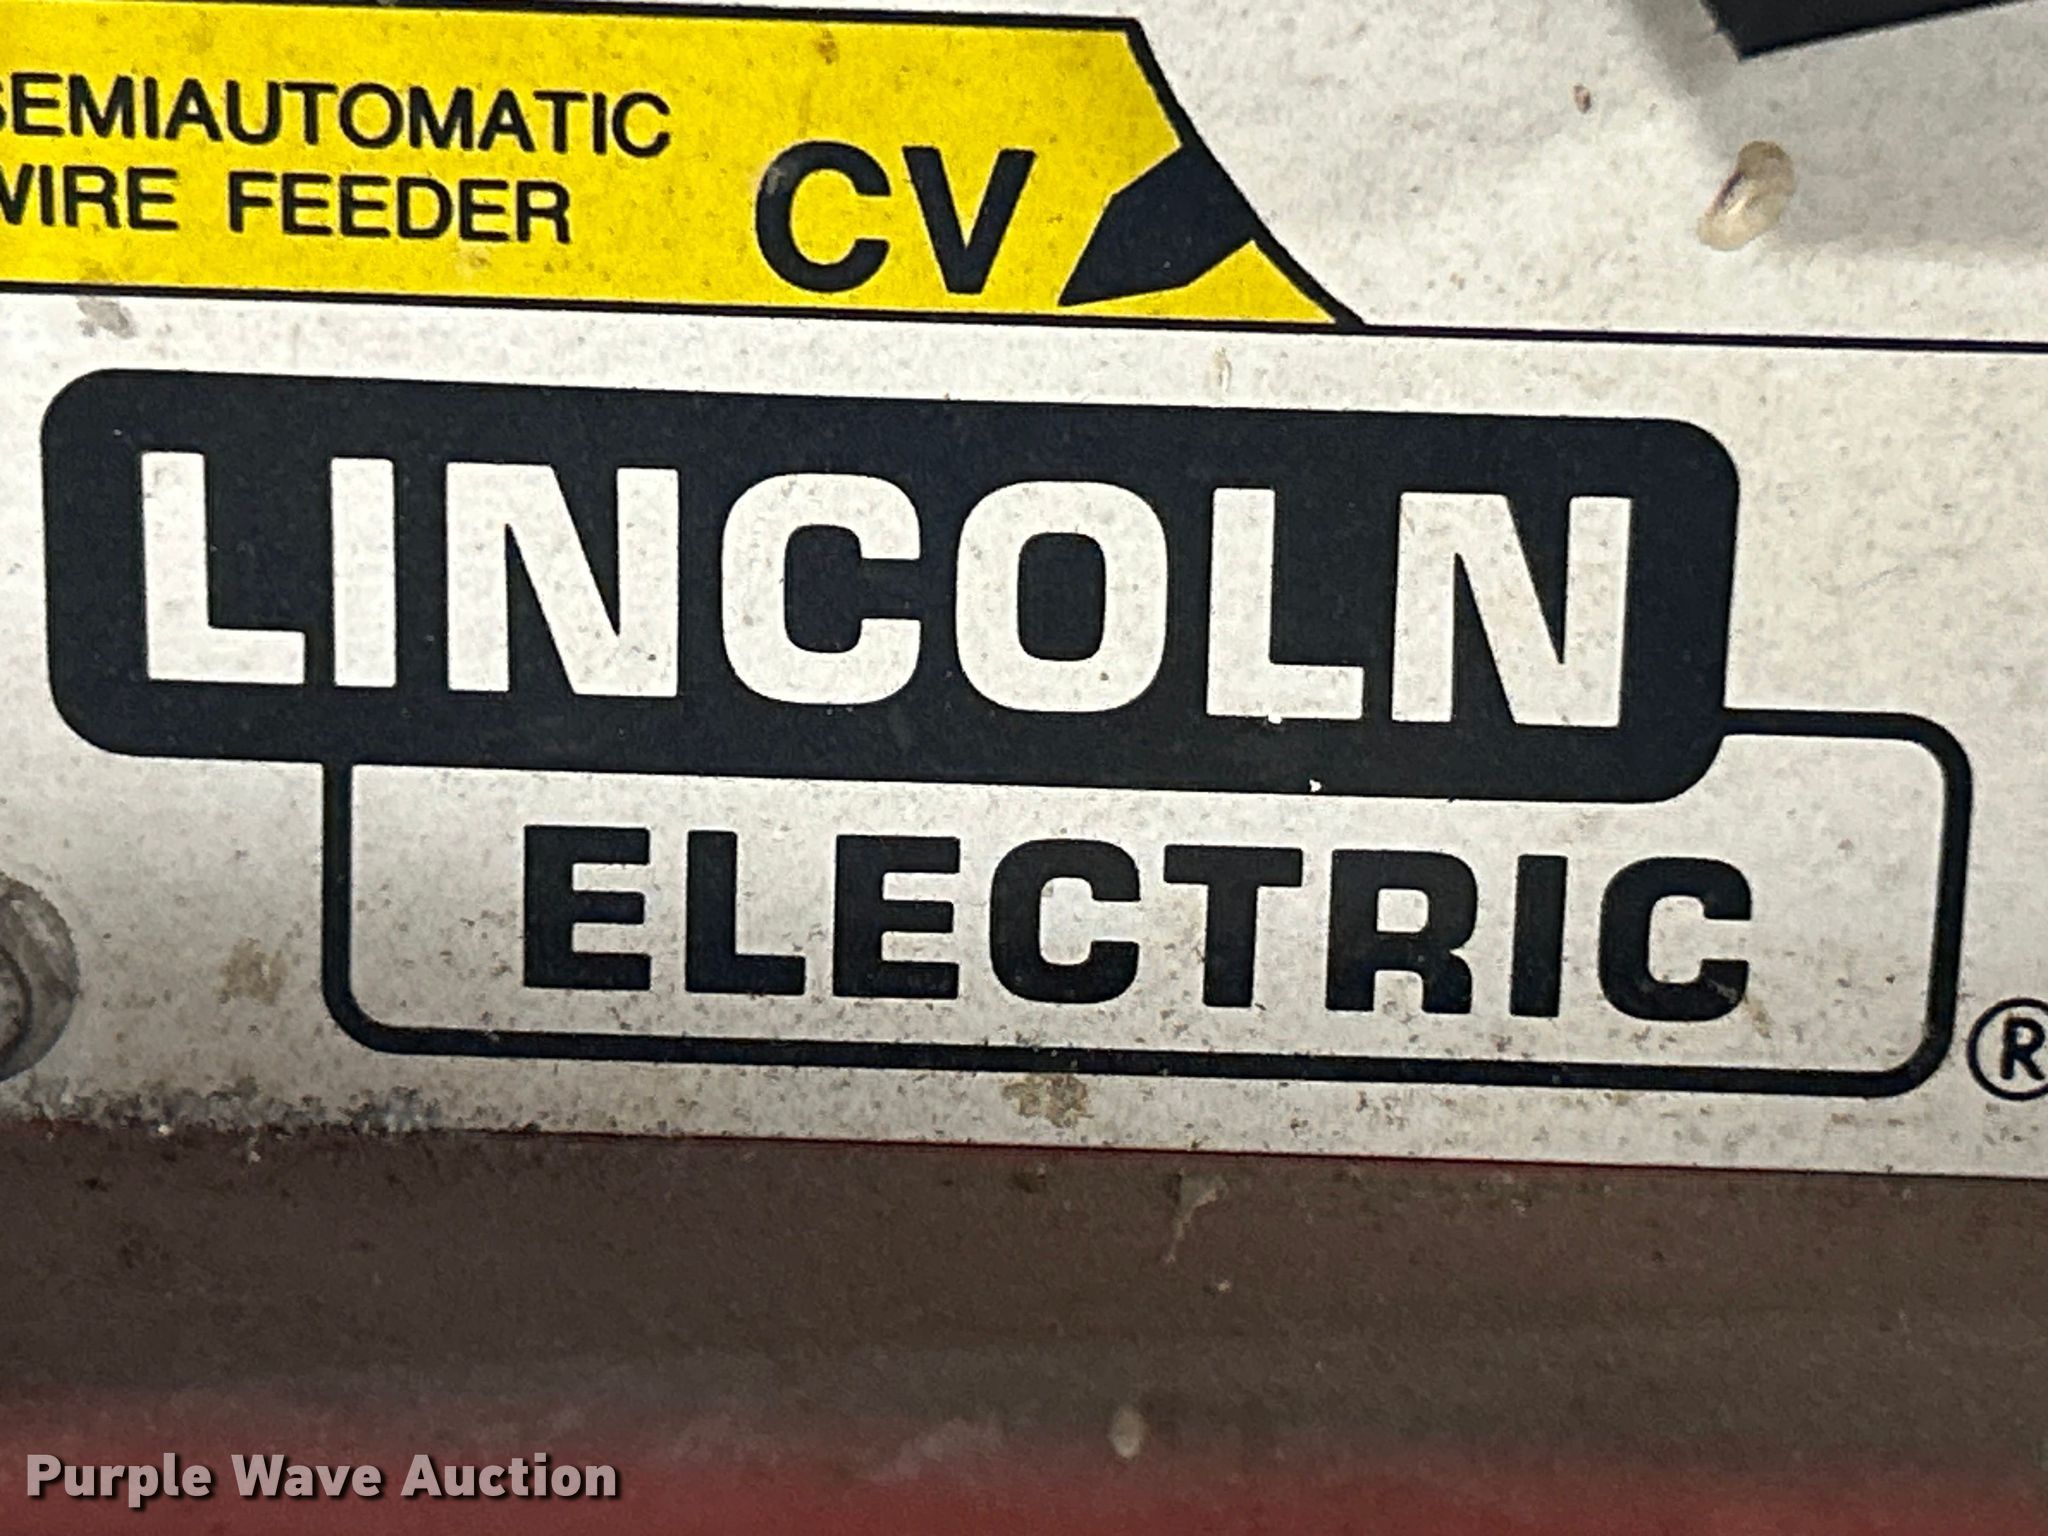 SEMIAUTOMATIC
WIRE FEEDER
CV
LINCOLN
ELECTRIC
®
Purple Wave Auction